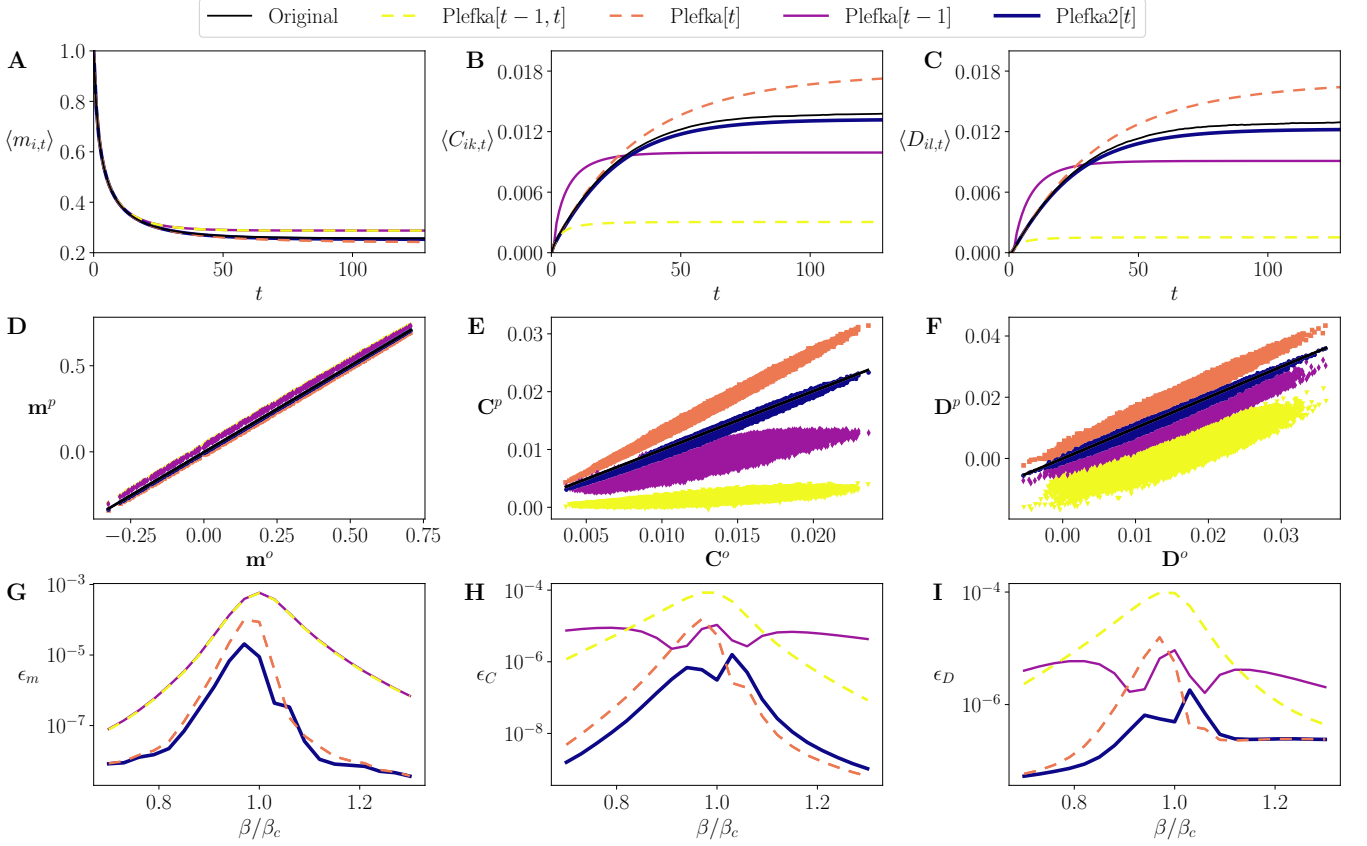 Original Plefka[t−1, t] Plefka[t] Plefka[t−1] Plefka2[t]
A
1.0
0.8
0.6
0.4
0.2
⟨m_{i,t}⟩
0 50 100
t
B
0.018
0.012
0.006
0.000
⟨C_{ik,t}⟩
0 50 100
t
C
0.018
0.012
0.006
0.000
⟨D_{il,t}⟩
0 50 100
t
D
0.5
0.0
m^p
−0.25 0.00 0.25 0.50 0.75
m^o
E
0.03
0.02
0.01
0.00
C^p
0.005 0.010 0.015 0.020
C^o
F
0.04
0.02
0.00
D^p
0.00 0.01 0.02 0.03
D^o
G
10^{−3}
10^{−5}
10^{−7}
ϵ_m
0.8 1.0 1.2
β/β_c
H
10^{−4}
10^{−6}
10^{−8}
ϵ_C
0.8 1.0 1.2
β/β_c
I
10^{−4}
10^{−6}
ϵ_D
0.8 1.0 1.2
β/β_c